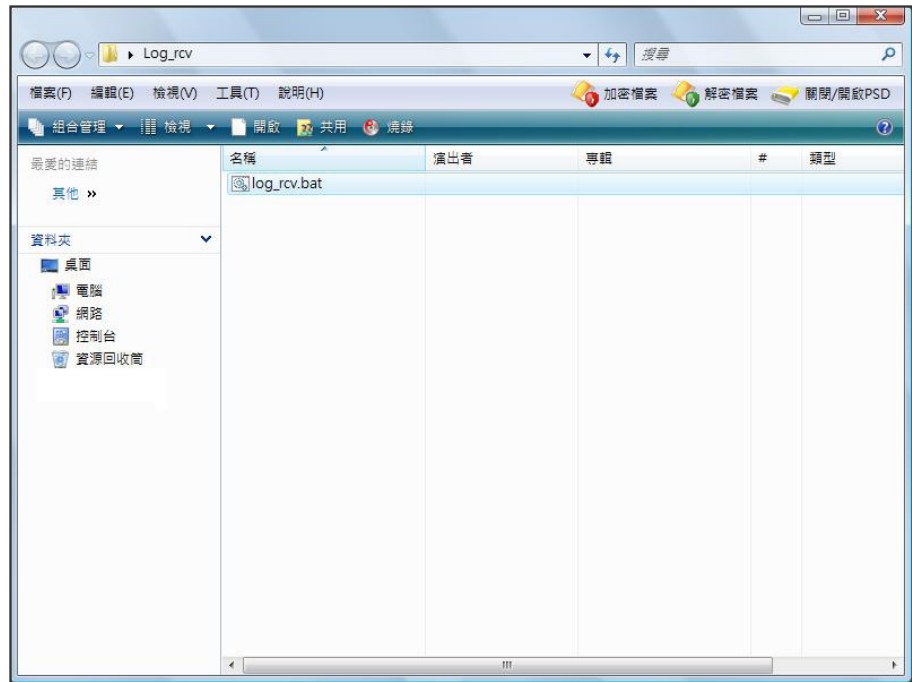 Log_rcv 搜尋
檔案(F) 編輯(E) 檢視(V) 工具(T) 說明(H) 加密檔案 解密檔案 關閉/開啟PSD
組合管理 檢視 開啟 共用 燒錄
最愛的連結
其他 »
資料夾
桌面
電腦
網路
控制台
資源回收筒
名稱 演出者 專輯 # 類型
log_rcv.bat